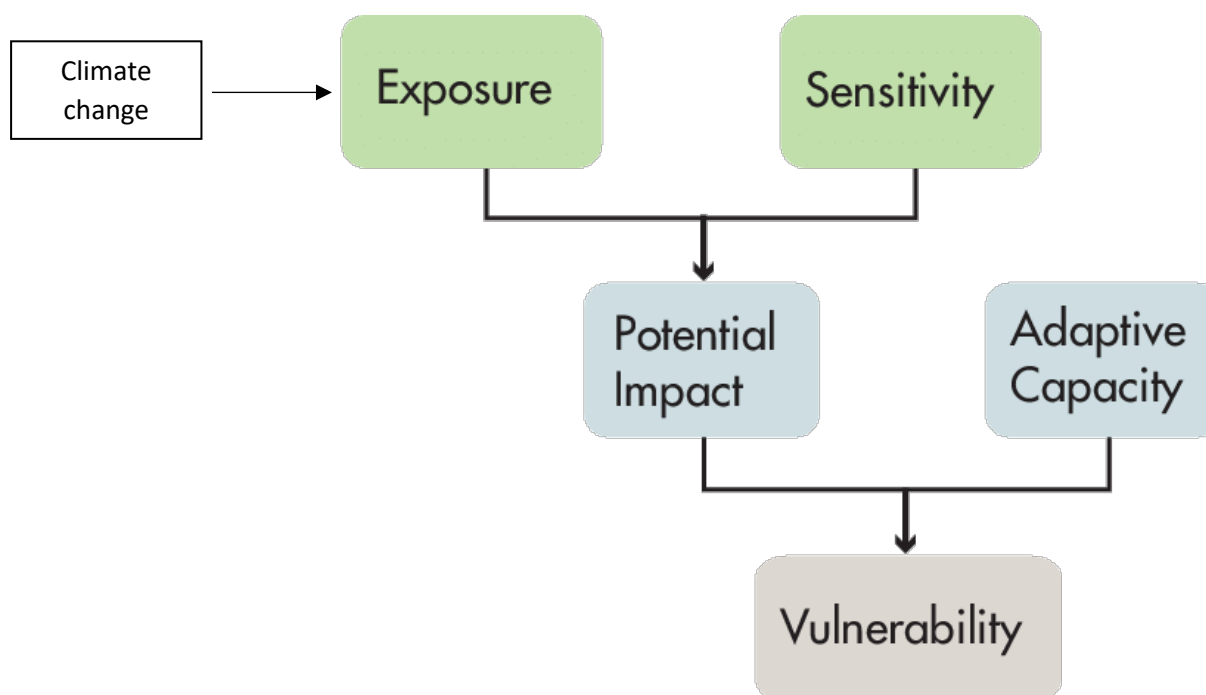 Climate
change
Exposure
Sensitivity
Potential
Impact
Adaptive
Capacity
Vulnerability